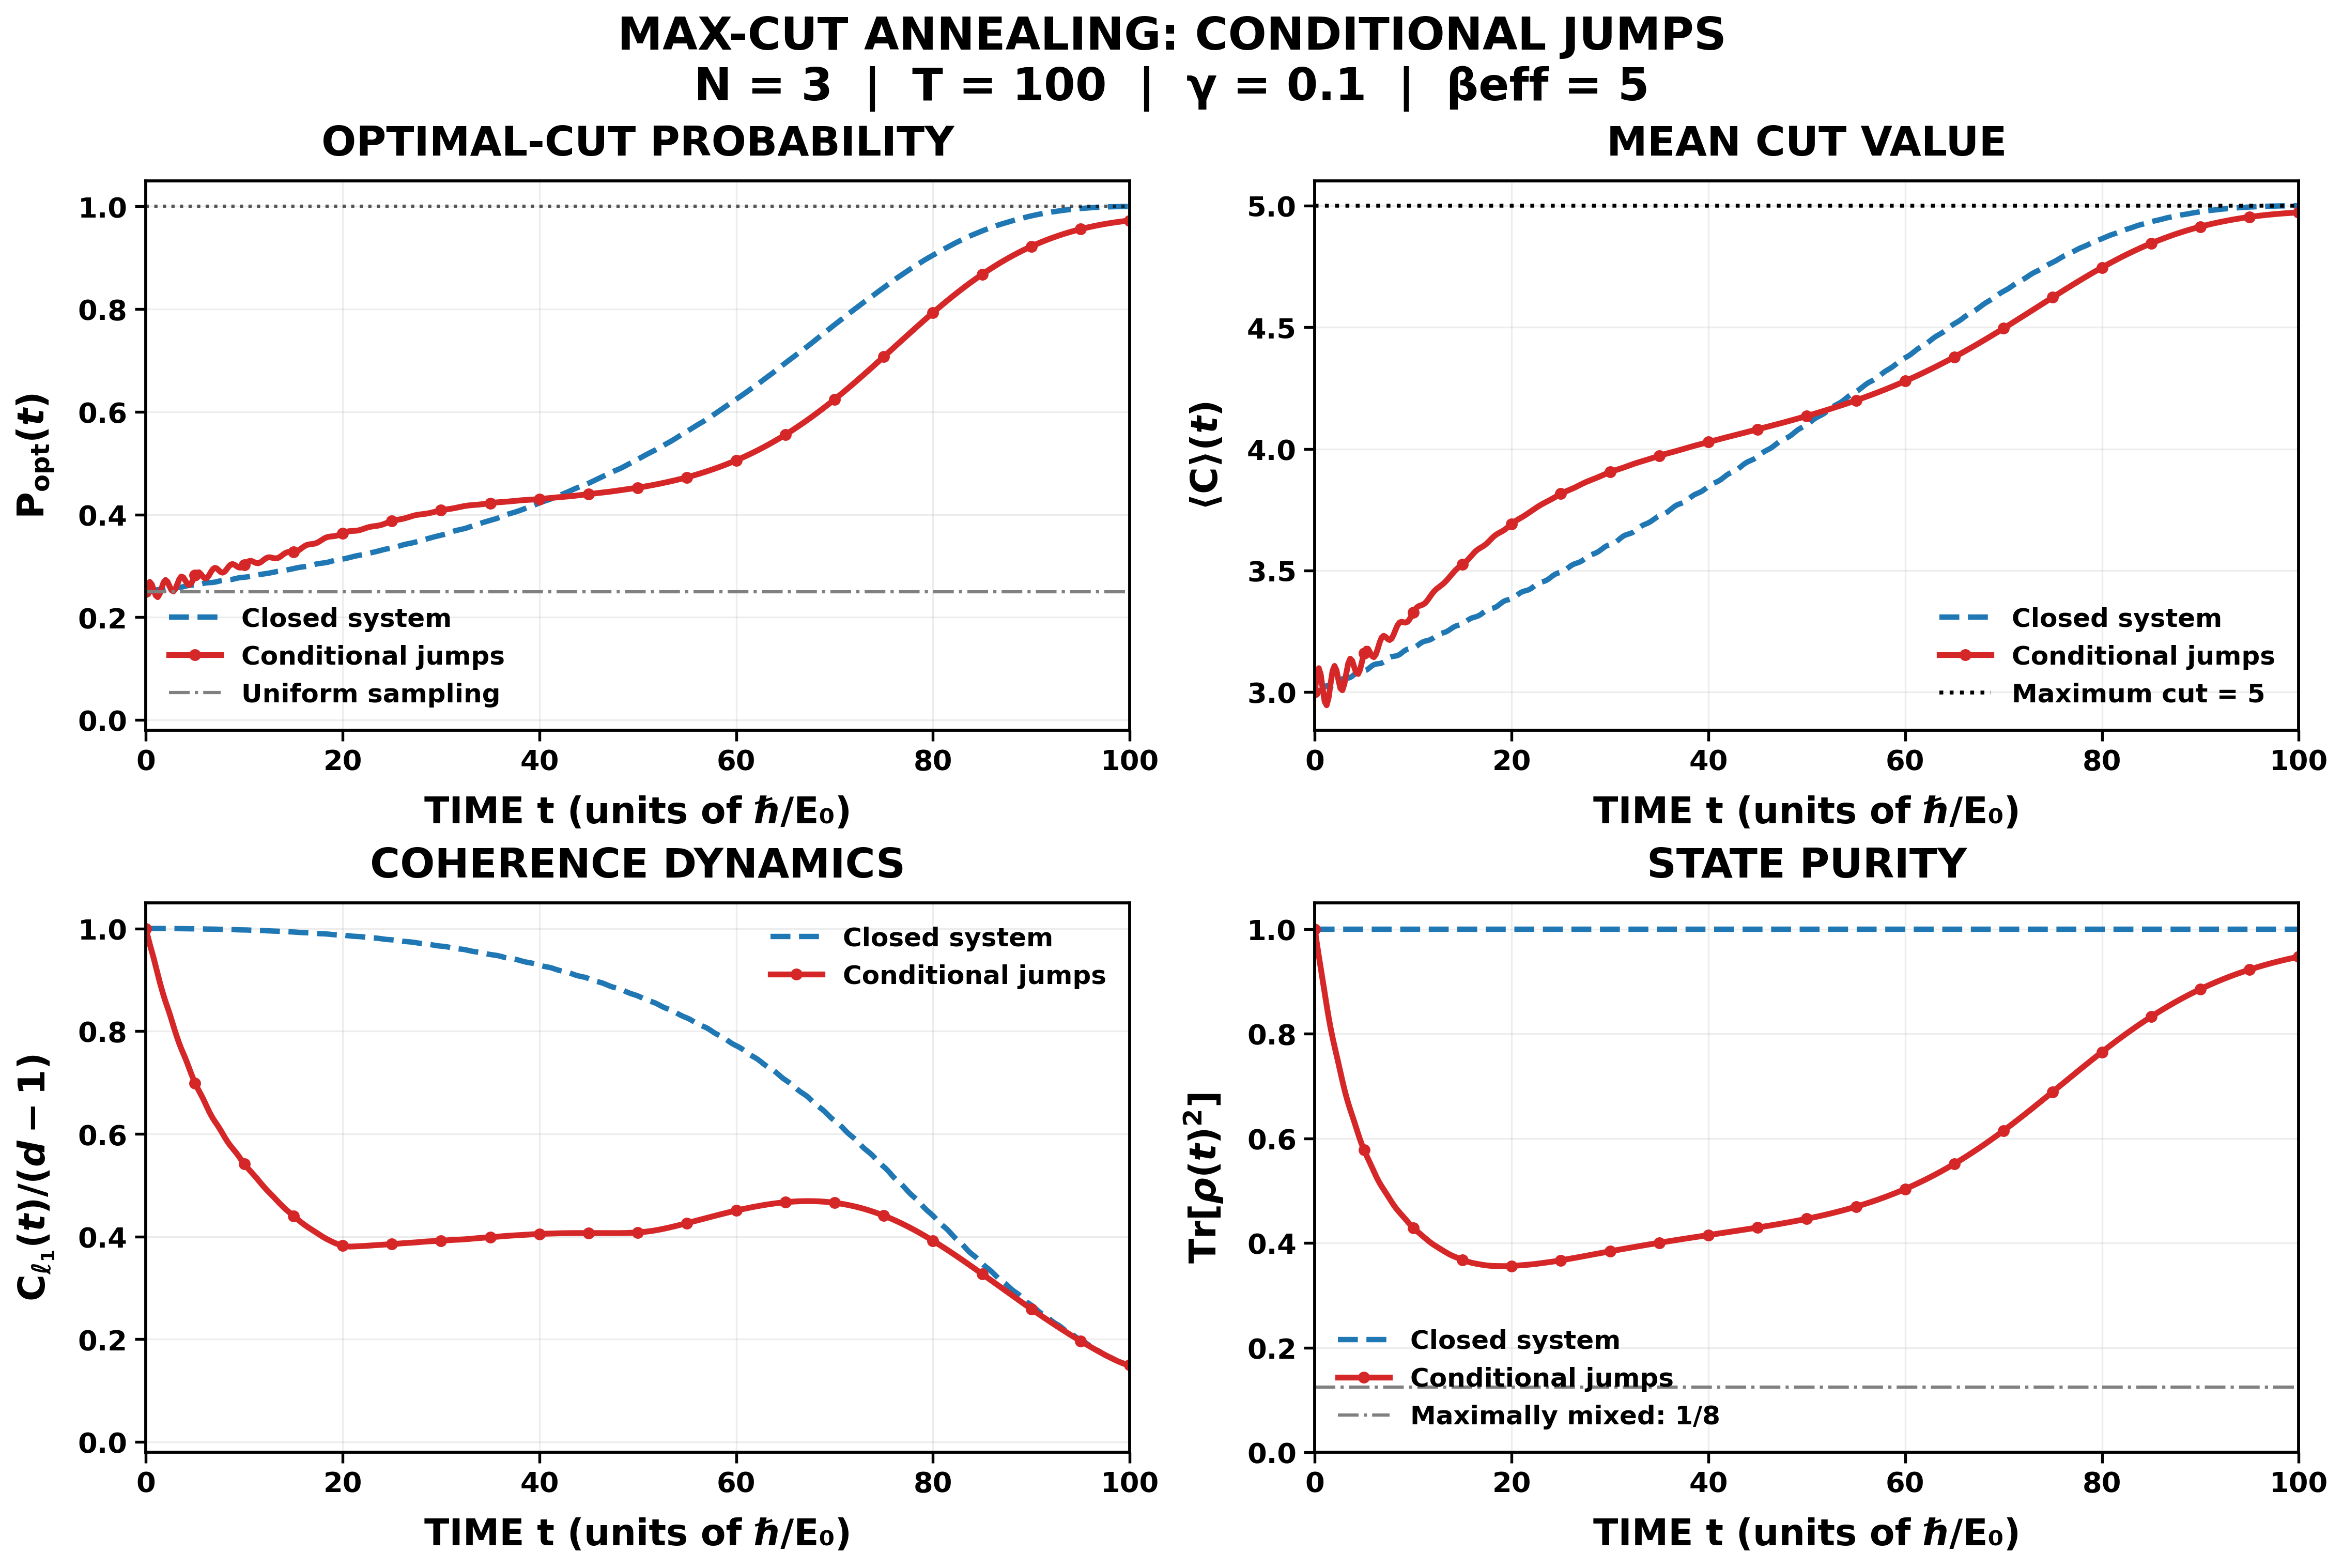 MAX-CUT ANNEALING: CONDITIONAL JUMPS
N = 3 | T = 100 | γ = 0.1 | βeff = 5
OPTIMAL-CUT PROBABILITY
P_opt(t)
1.0
0.8
0.6
0.4
0.2
0.0
Closed system
Conditional jumps
Uniform sampling
0 20 40 60 80 100
TIME t (units of ℏ/E₀)
MEAN CUT VALUE
⟨C⟩(t)
5.0
4.5
4.0
3.5
3.0
Closed system
Conditional jumps
Maximum cut = 5
0 20 40 60 80 100
TIME t (units of ℏ/E₀)
COHERENCE DYNAMICS
C_ℓ₁(t)/(d − 1)
1.0
0.8
0.6
0.4
0.2
0.0
Closed system
Conditional jumps
0 20 40 60 80 100
TIME t (units of ℏ/E₀)
STATE PURITY
Tr[ρ(t)²]
1.0
0.8
0.6
0.4
0.2
0.0
Closed system
Conditional jumps
Maximally mixed: 1/8
0 20 40 60 80 100
TIME t (units of ℏ/E₀)